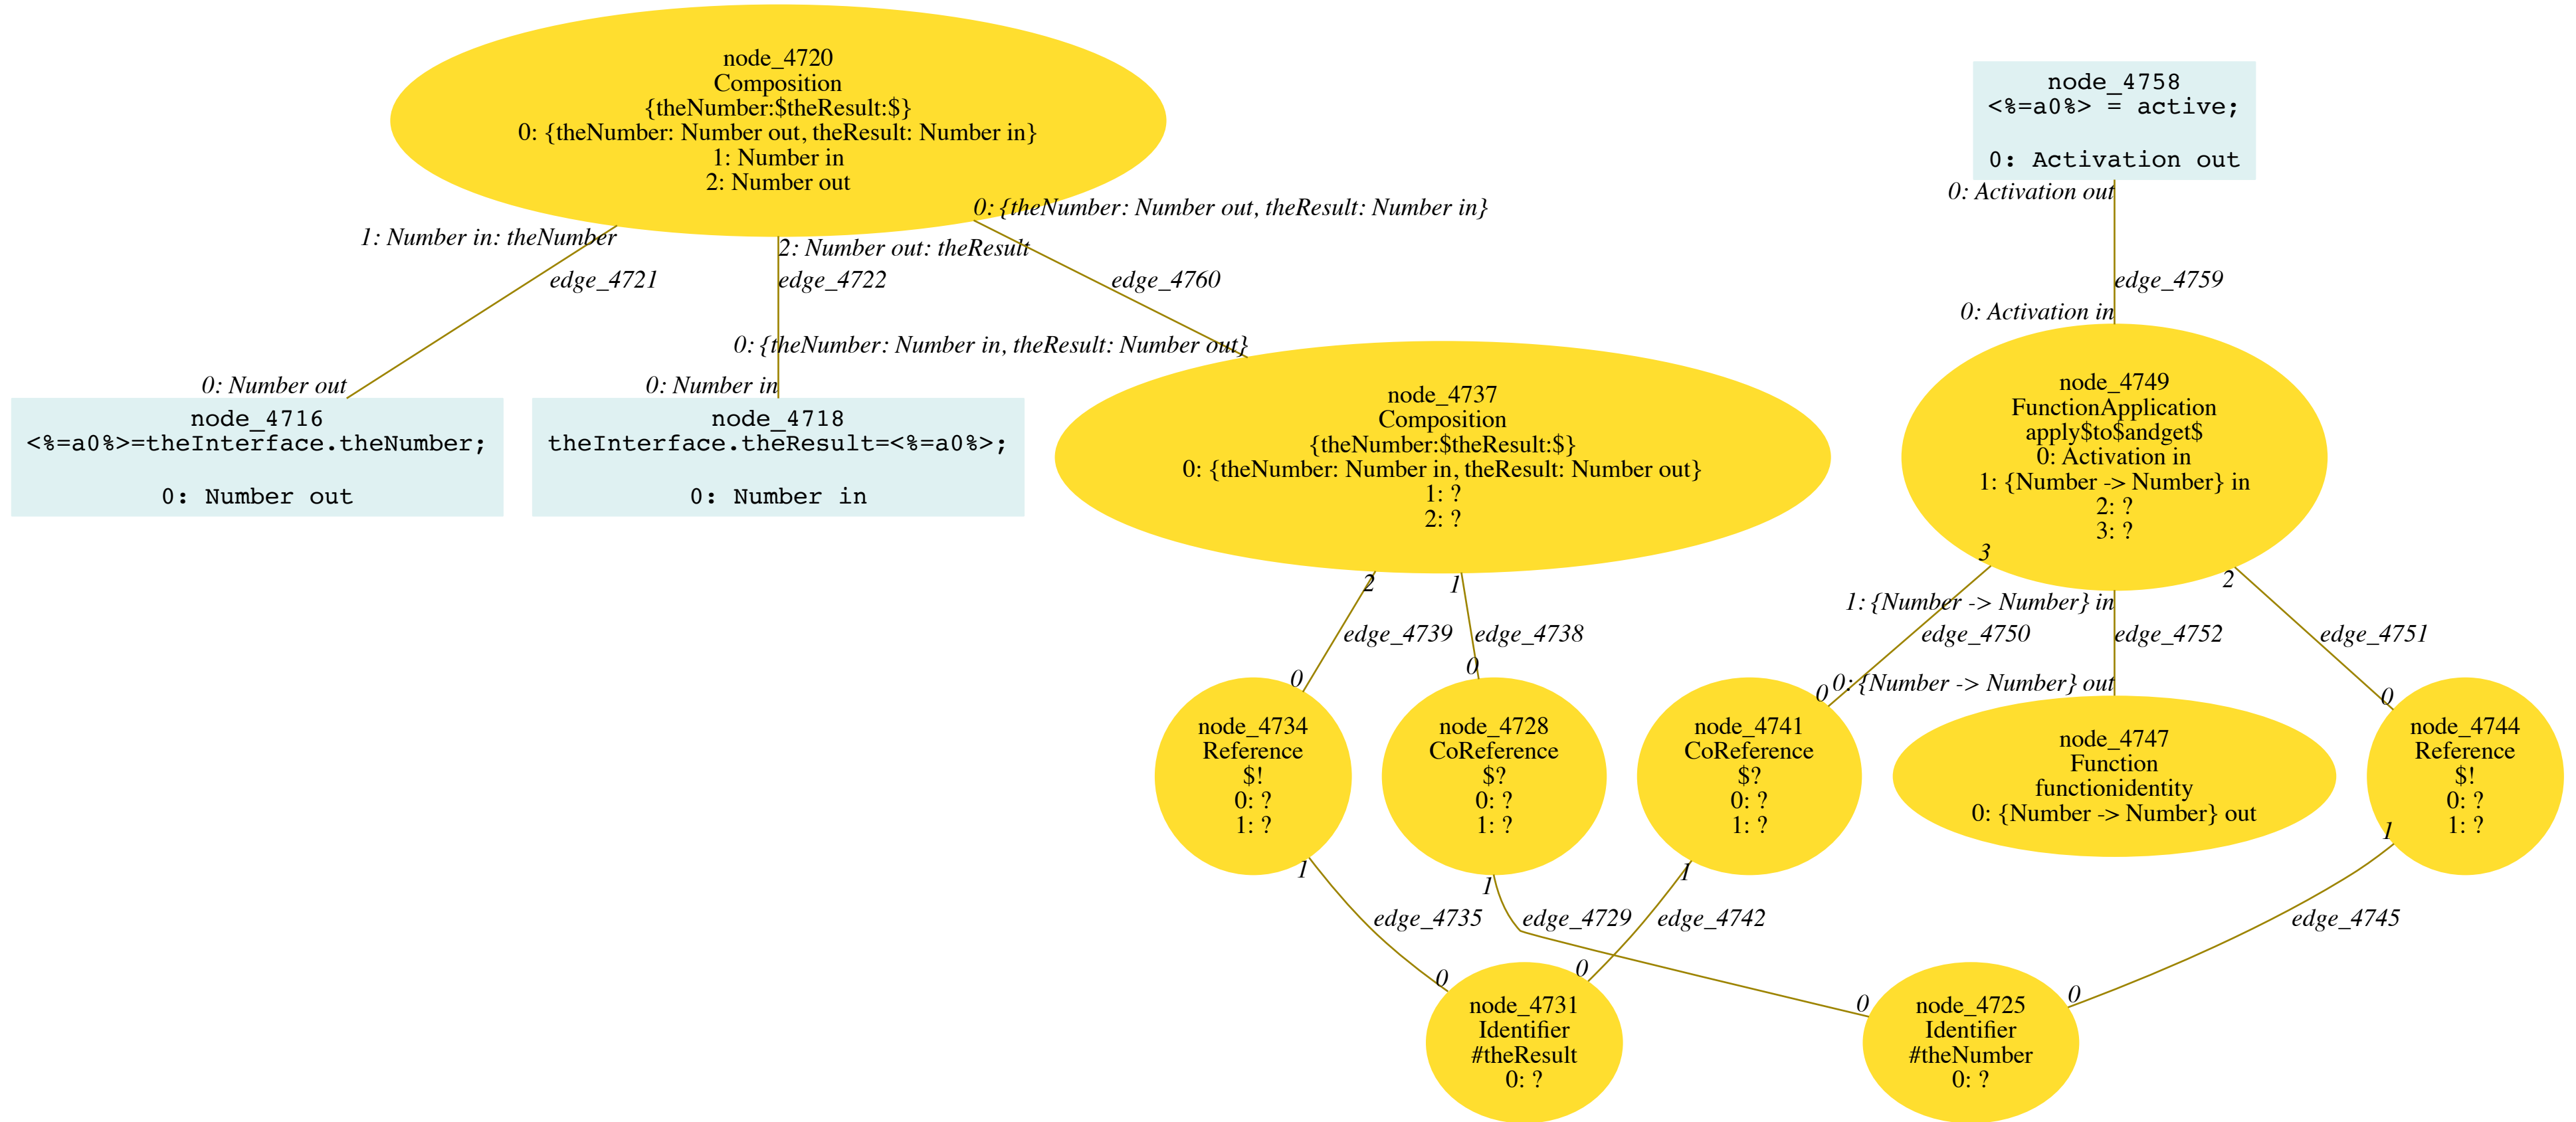 node_4720
Composition
{theNumber:$theResult:$}
0: {theNumber: Number out, theResult: Number in}
1: Number in
2: Number out
node_4758
<%=a0%> = active;
0: Activation out
0: Activation out
0: {theNumber: Number out, theResult: Number in}
1: Number in: theNumber
2: Number out: theResult
edge_4721
edge_4722
edge_4760
edge_4759
0: Activation in
0: {theNumber: Number in, theResult: Number out}
0: Number out
0: Number in
node_4716
<%=a0%>=theInterface.theNumber;
0: Number out
node_4718
theInterface.theResult=<%=a0%>;
0: Number in
node_4737
Composition
{theNumber:$theResult:$}
0: {theNumber: Number in, theResult: Number out}
1: ?
2: ?
node_4749
FunctionApplication
apply$to$andget$
0: Activation in
1: {Number -> Number} in
2: ?
3: ?
2
1
3
1: {Number -> Number} in
2
edge_4739
edge_4738
edge_4750
edge_4752
edge_4751
0
0
0
0: {Number -> Number} out
0
node_4734
Reference
$!
0: ?
1: ?
node_4728
CoReference
$?
0: ?
1: ?
node_4741
CoReference
$?
0: ?
1: ?
node_4747
Function
functionidentity
0: {Number -> Number} out
node_4744
Reference
$!
0: ?
1: ?
1
1
1
1
edge_4735
edge_4729
edge_4742
edge_4745
0
0
0
0
node_4731
Identifier
#theResult
0: ?
node_4725
Identifier
#theNumber
0: ?